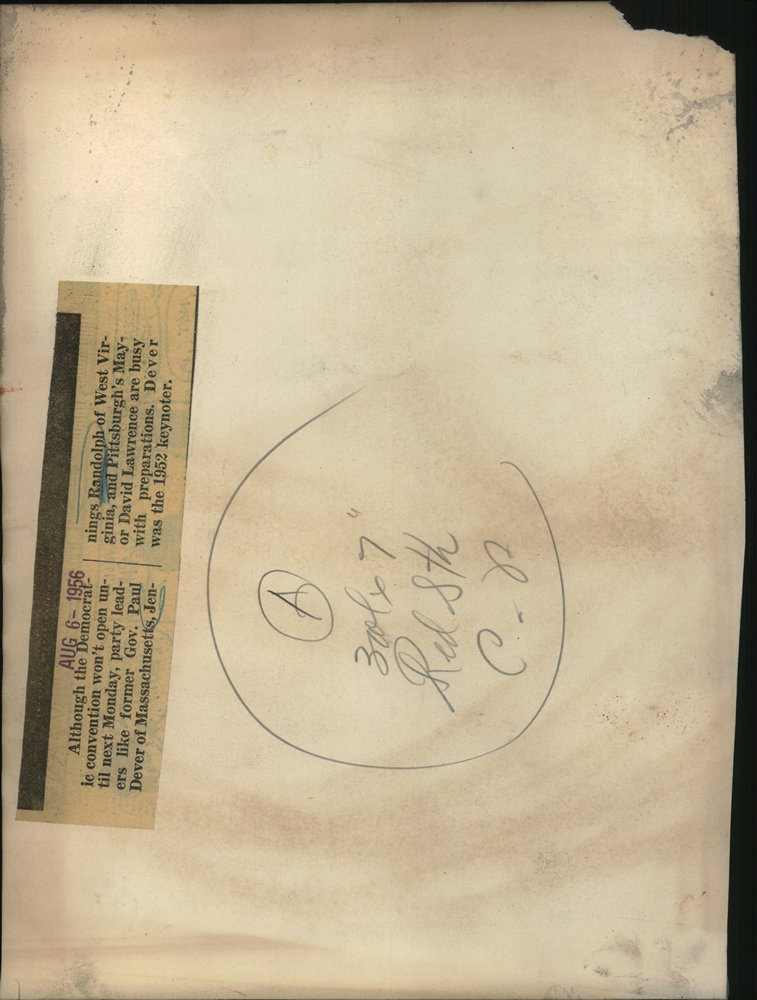 AUG 6 - 1956
Although the Democrat-
ic convention won't open un-
til next Monday, party lead-
ers like former Gov. Paul
Dever of Massachusetts, Jen-
nings Randolph of West Vir-
ginia, and Pittsburgh's May-
or David Lawrence are busy
with preparations. Dever
was the 1952 keynoter.
A
3 col x 7"
Red 8th
C-